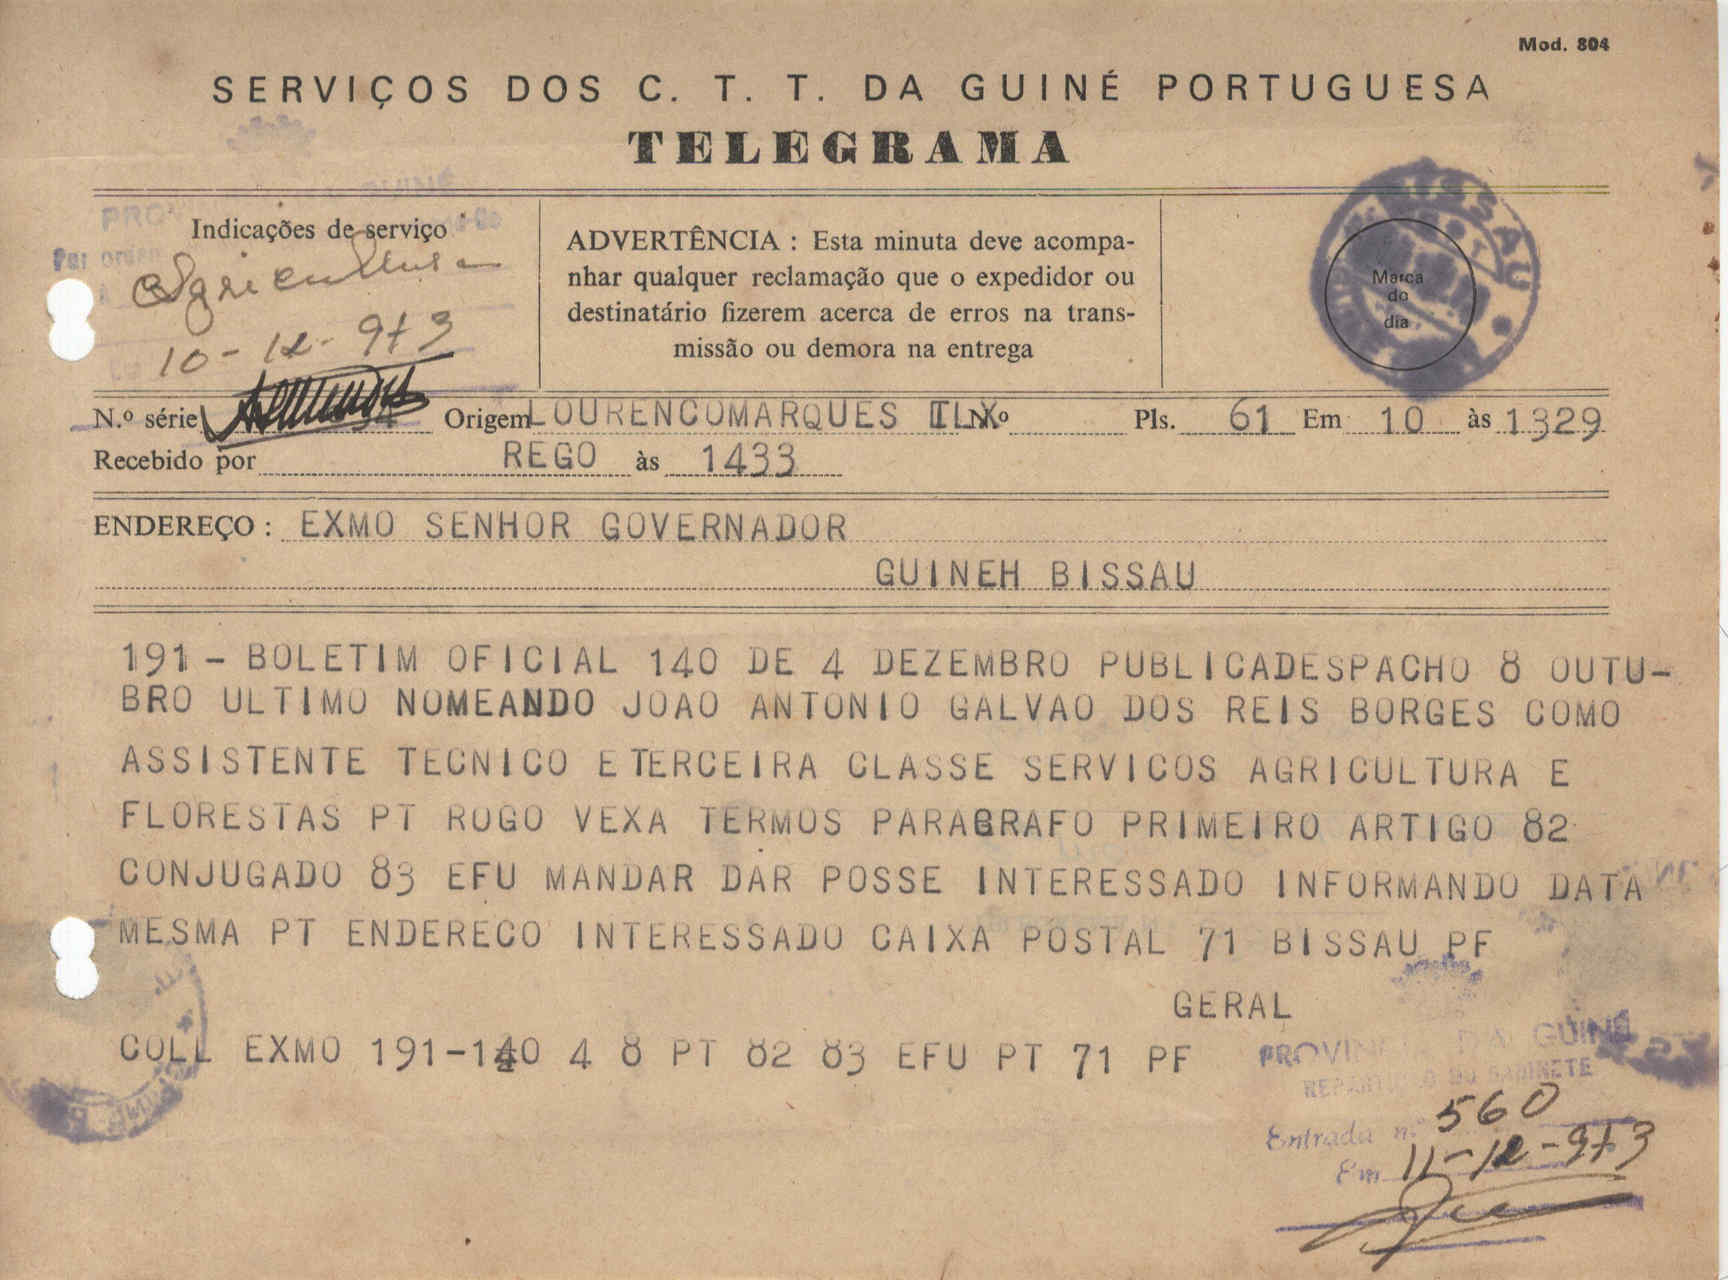 Mod. 804
SERVIÇOS DOS C. T. T. DA GUINÉ PORTUGUESA
TELEGRAMA
Indicações de serviço
Agricultura
10-12-973
ADVERTÊNCIA : Esta minuta deve acompa-
nhar qualquer reclamação que o expedidor ou
destinatário fizerem acerca de erros na trans-
missão ou demora na entrega
BISSAU
Marca
do
dia
N.º série Origem LOURENCOMARQUES N.º Pls. 61 Em 10 às 1329
Recebido por REGO às 1433
ENDEREÇO : EXMO SENHOR GOVERNADOR
GUINEH BISSAU
191 - BOLETIM OFICIAL 140 DE 4 DEZEMBRO PUBLICADESPACHO 8 OUTU-
BRO ULTIMO NOMEANDO JOAO ANTONIO GALVAO DOS REIS BORGES COMO
ASSISTENTE TECNICO ETERCEIRA CLASSE SERVICOS AGRICULTURA E
FLORESTAS PT ROGO VEXA TERMOS PARAGRAFO PRIMEIRO ARTIGO 82
CONJUGADO 83 EFU MANDAR DAR POSSE INTERESSADO INFORMANDO DATA
MESMA PT ENDERECO INTERESSADO CAIXA POSTAL 71 BISSAU PF
GERAL
COLL EXMO 191-140 4 8 PT 82 83 EFU PT 71 PF
PROVINCIA DA GUINÉ
REPARTIÇÃO DO GABINETE
Entrada n.º 560
Em 11-12-973